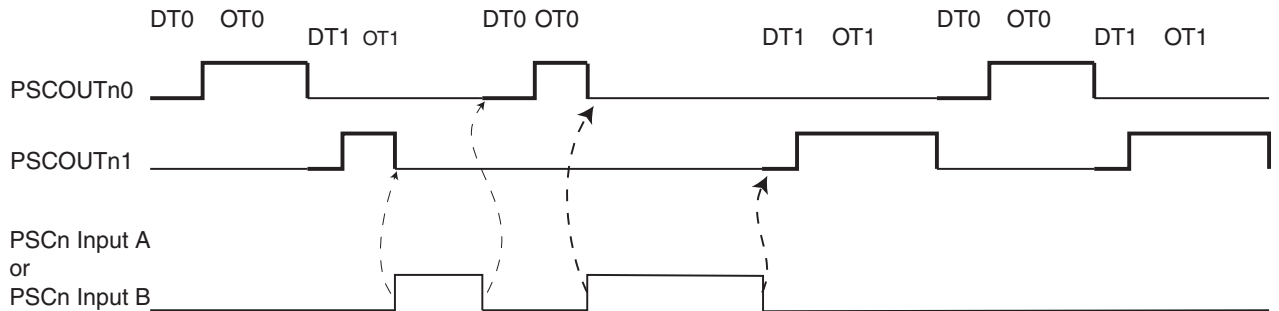 DT0 OT0 DT0 OT0 DT0 OT0
DT1 OT1 DT1 OT1 DT1 OT1
PSCOUTn0
PSCOUTn1
PSCn Input A
or
PSCn Input B